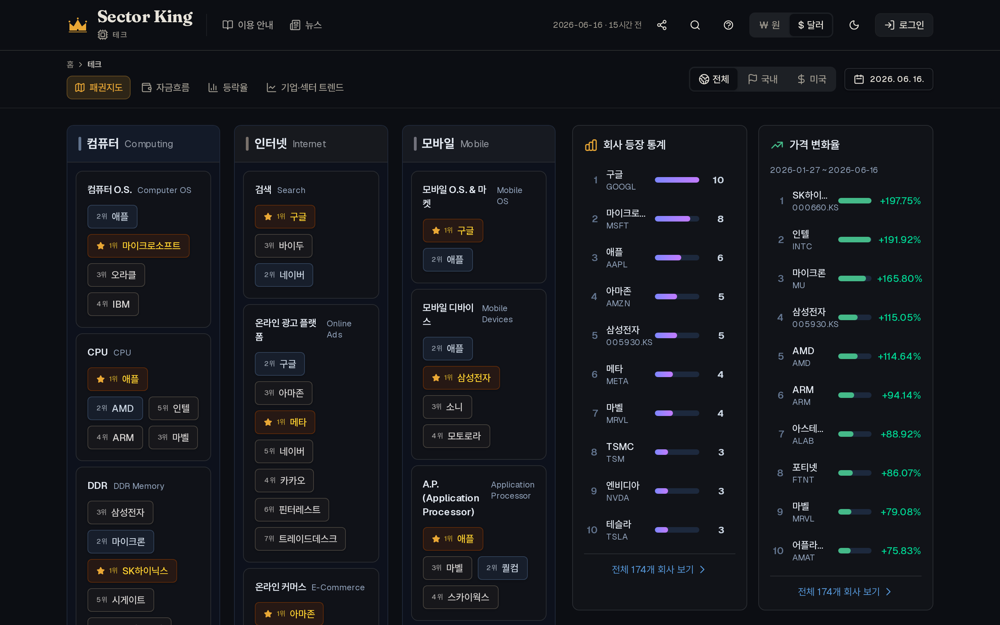 Sector King
테크
이용 안내
뉴스
2026-06-16 · 15시간 전
₩ 원
$ 달러
로그인
홈 > 테크
패권지도
자금흐름
등락율
기업·섹터 트렌드
전체
국내
미국
2026. 06. 16.
컴퓨터 Computing
컴퓨터 O.S. Computer OS
2위 애플
1위 마이크로소프트
3위 오라클
4위 IBM
CPU CPU
1위 애플
2위 AMD 5위 인텔
4위 ARM 3위 마벨
DDR DDR Memory
3위 삼성전자
2위 마이크론
1위 SK하이닉스
5위 시게이트
인터넷 Internet
검색 Search
1위 구글
3위 바이두
2위 네이버
온라인 광고 플랫 Online
폼 Ads
2위 구글
3위 아마존
1위 메타
5위 네이버
4위 카카오
6위 핀터레스트
7위 트레이드데스크
온라인 커머스 E-Commerce
1위 아마존
모바일 Mobile
모바일 O.S. & 마 Mobile
켓 OS
1위 구글
2위 애플
모바일 디바이 Mobile
스 Devices
2위 애플
1위 삼성전자
3위 소니
4위 모토로라
A.P. Application
(Application Processor
Processor)
1위 애플
3위 마벨 2위 퀄컴
4위 스카이웍스
회사 등장 통계
1 구글 10
GOOGL
2 마이크로... 8
MSFT
3 애플 6
AAPL
4 아마존 5
AMZN
5 삼성전자 5
005930.KS
6 메타 4
META
7 마벨 4
MRVL
8 TSMC 3
TSM
9 엔비디아 3
NVDA
10 테슬라 3
TSLA
전체 174개 회사 보기 >
가격 변화율
2026-01-27 ~ 2026-06-16
1 SK하이... +197.75%
000660.KS
2 인텔 +191.92%
INTC
3 마이크론 +165.80%
MU
4 삼성전자 +115.05%
005930.KS
5 AMD +114.64%
AMD
6 ARM +94.14%
ARM
7 아스테... +88.92%
ALAB
8 포티넷 +86.07%
FTNT
9 마벨 +79.08%
MRVL
10 어플라... +75.83%
AMAT
전체 174개 회사 보기 >